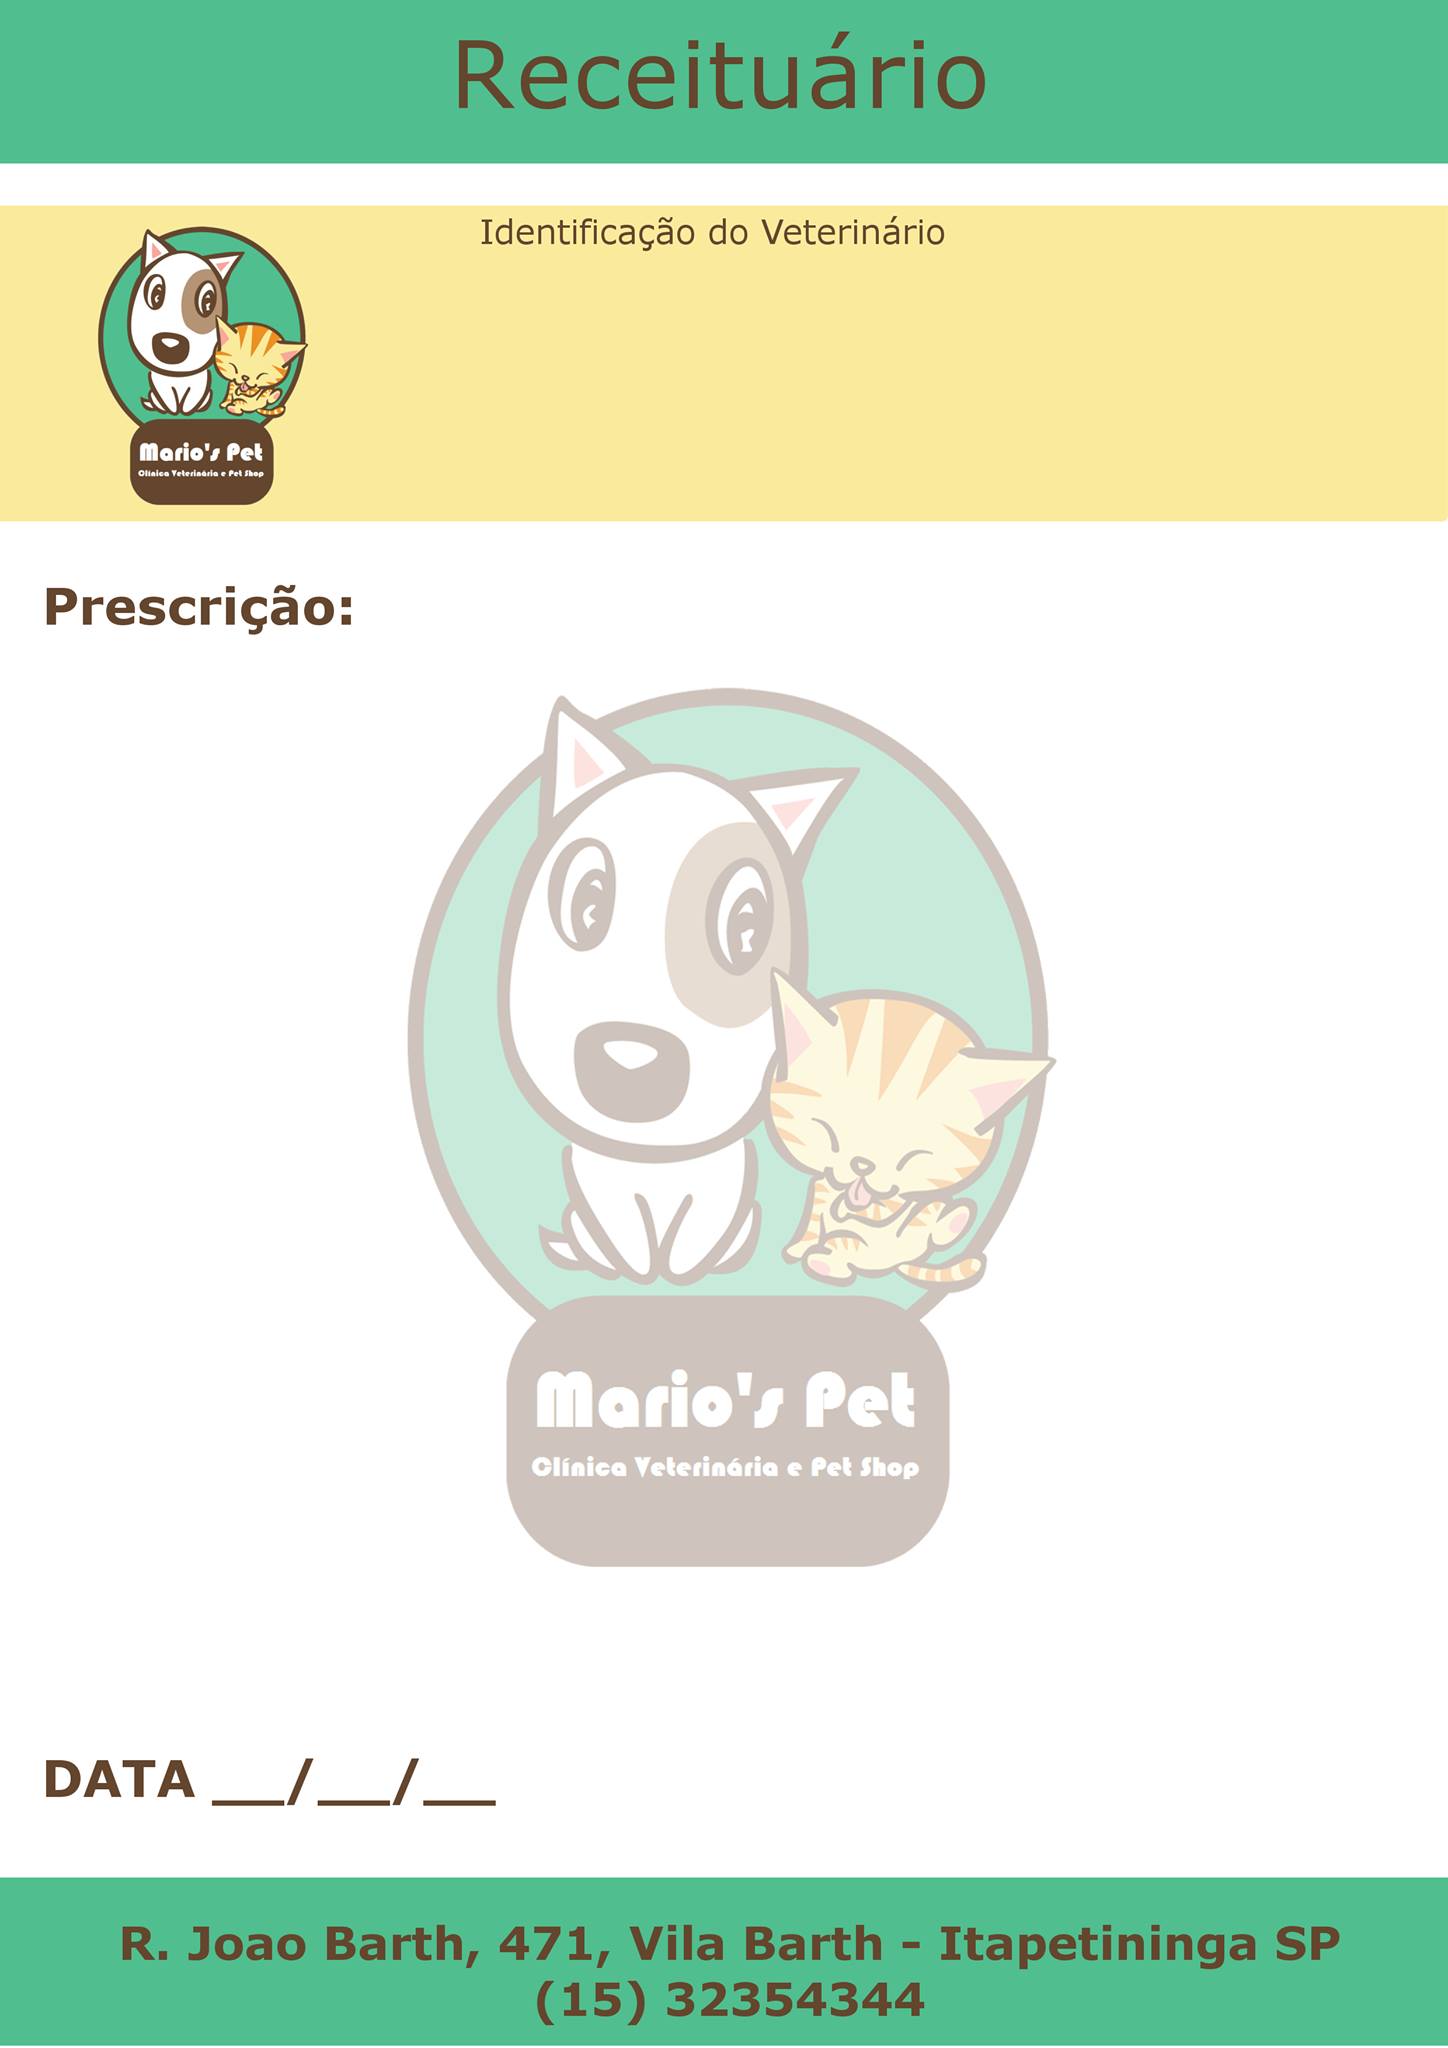 Receituário
Identificação do Veterinário
Mario's Pet
Clínica Veterinária e Pet Shop
Prescrição:
Mario's Pet
Clínica Veterinária e Pet Shop
DATA __/__/__
R. Joao Barth, 471, Vila Barth - Itapetininga SP
(15) 32354344